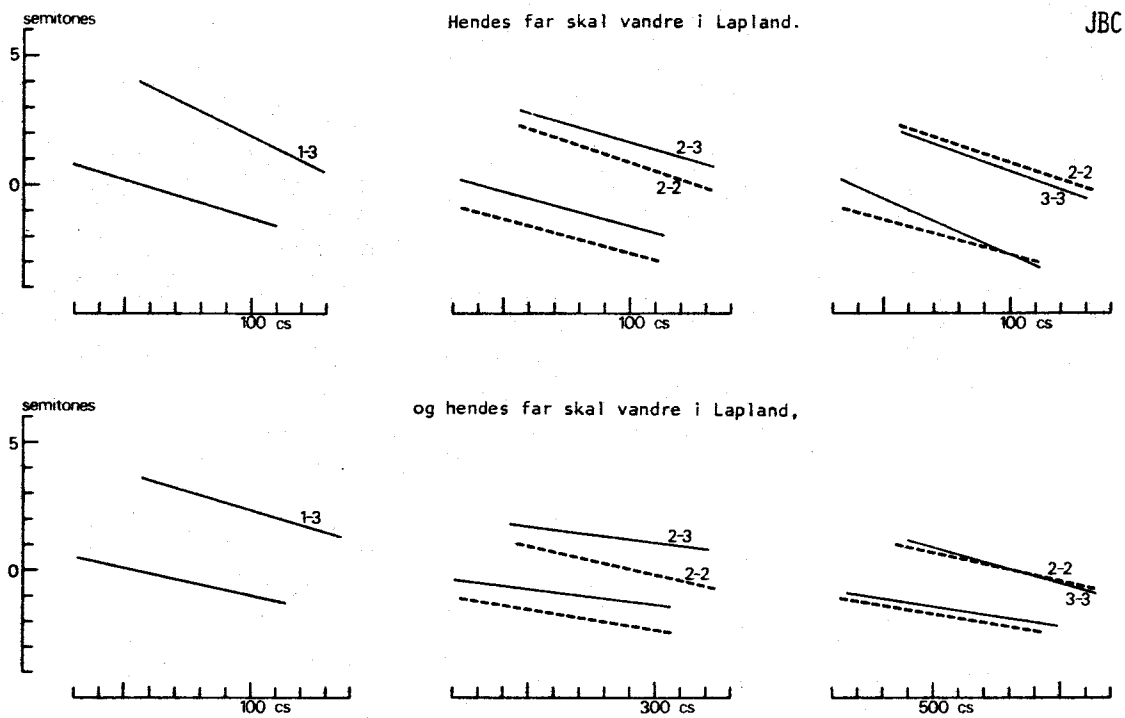 semitones
Hendes far skal vandre i Lapland.
JBC
5
0
1-3
2-3
2-2
2-2
3-3
100 cs
100 cs
100 cs
semitones
og hendes far skal vandre i Lapland,
5
0
1-3
2-3
2-2
2-2
3-3
100 cs
300 cs
500 cs